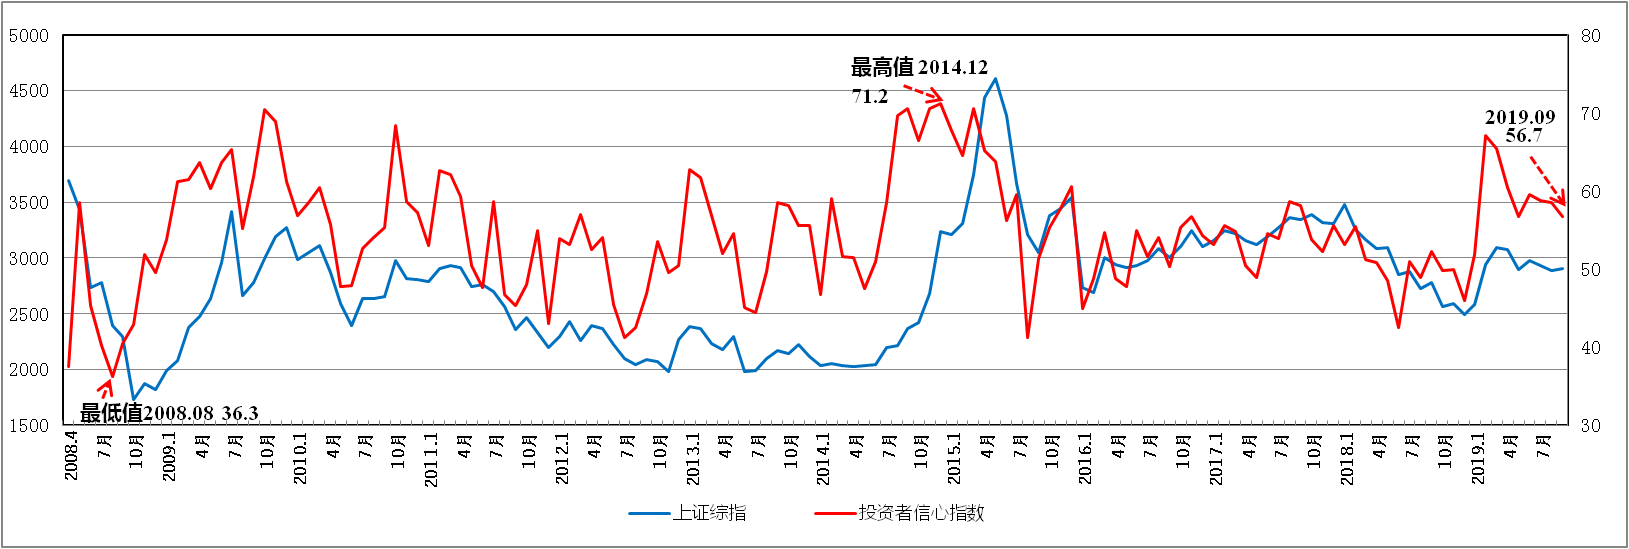 5000
4500
4000
3500
3000
2500
2000
1500
80
70
60
50
40
30
最高值 2014.12
71.2
2019.09
56.7
最低值2008.08 36.3
2008.4
7月
10月
2009.1
4月
7月
10月
2010.1
4月
7月
10月
2011.1
4月
7月
10月
2012.1
4月
7月
10月
2013.1
4月
7月
10月
2014.1
4月
7月
10月
2015.1
4月
7月
10月
2016.1
4月
7月
10月
2017.1
4月
7月
10月
2018.1
4月
7月
10月
2019.1
4月
7月
上证综指
投资者信心指数